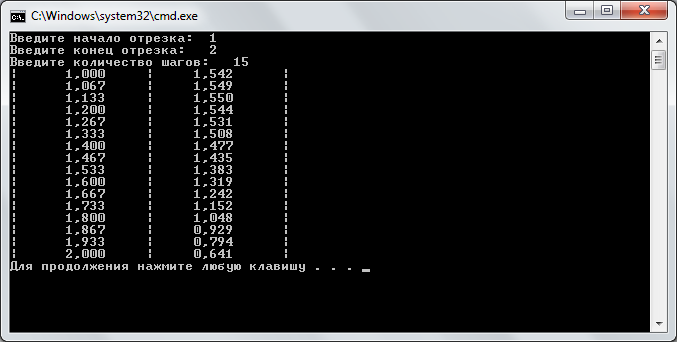 C:\Windows\system32\cmd.exe
Введите начало отрезка: 1
Введите конец отрезка: 2
Введите количество шагов: 15
¦ 1,000 ¦ 1,542 ¦
¦ 1,067 ¦ 1,549 ¦
¦ 1,133 ¦ 1,550 ¦
¦ 1,200 ¦ 1,544 ¦
¦ 1,267 ¦ 1,531 ¦
¦ 1,333 ¦ 1,508 ¦
¦ 1,400 ¦ 1,477 ¦
¦ 1,467 ¦ 1,435 ¦
¦ 1,533 ¦ 1,383 ¦
¦ 1,600 ¦ 1,319 ¦
¦ 1,667 ¦ 1,242 ¦
¦ 1,733 ¦ 1,152 ¦
¦ 1,800 ¦ 1,048 ¦
¦ 1,867 ¦ 0,929 ¦
¦ 1,933 ¦ 0,794 ¦
¦ 2,000 ¦ 0,641 ¦
Для продолжения нажмите любую клавишу . . . _